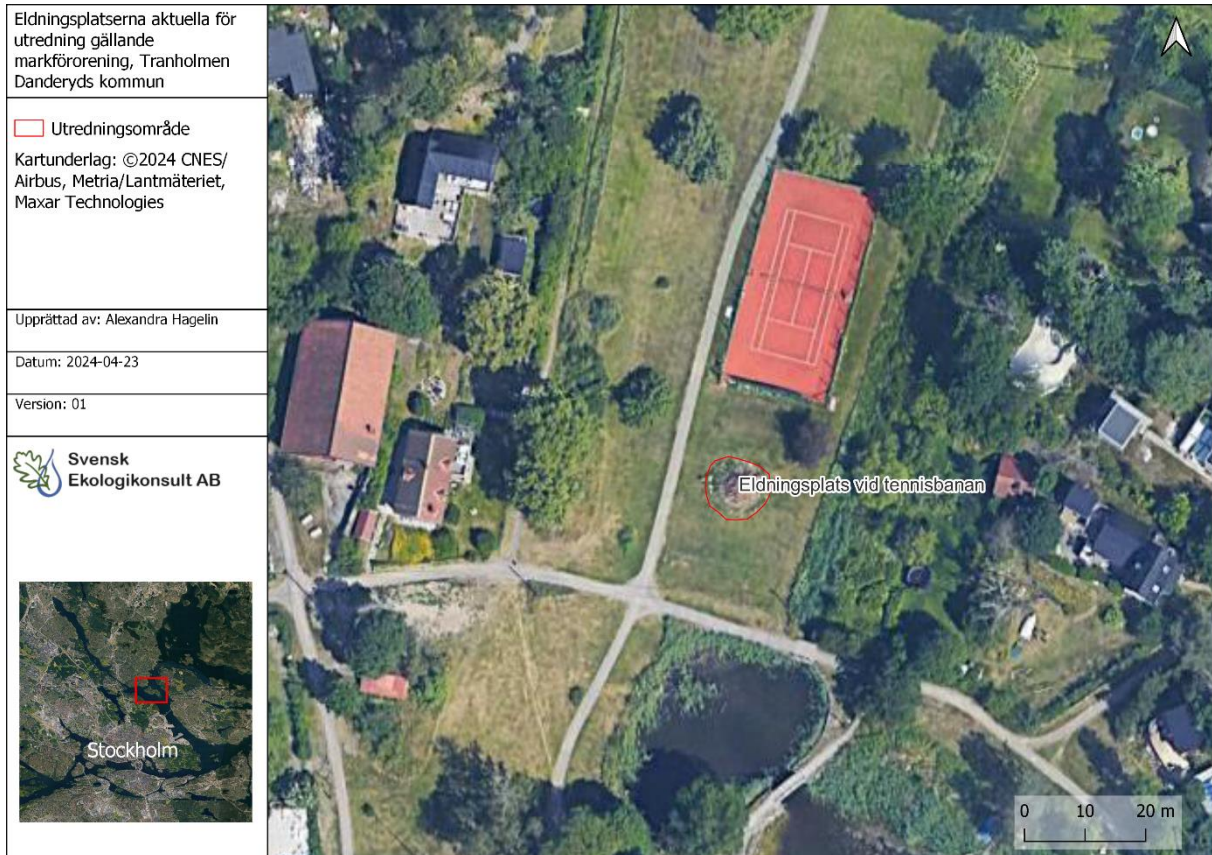 Eldningsplatserna aktuella för
utredning gällande
markförorening, Tranholmen
Danderyds kommun
Utredningsområde
Kartunderlag: ©2024 CNES/
Airbus, Metria/Lantmäteriet,
Maxar Technologies
Upprättad av: Alexandra Hagelin
Datum: 2024-04-23
Version: 01
Svensk
Ekologikonsult AB
Stockholm
Eldningsplats vid tennisbanan
0 10 20 m